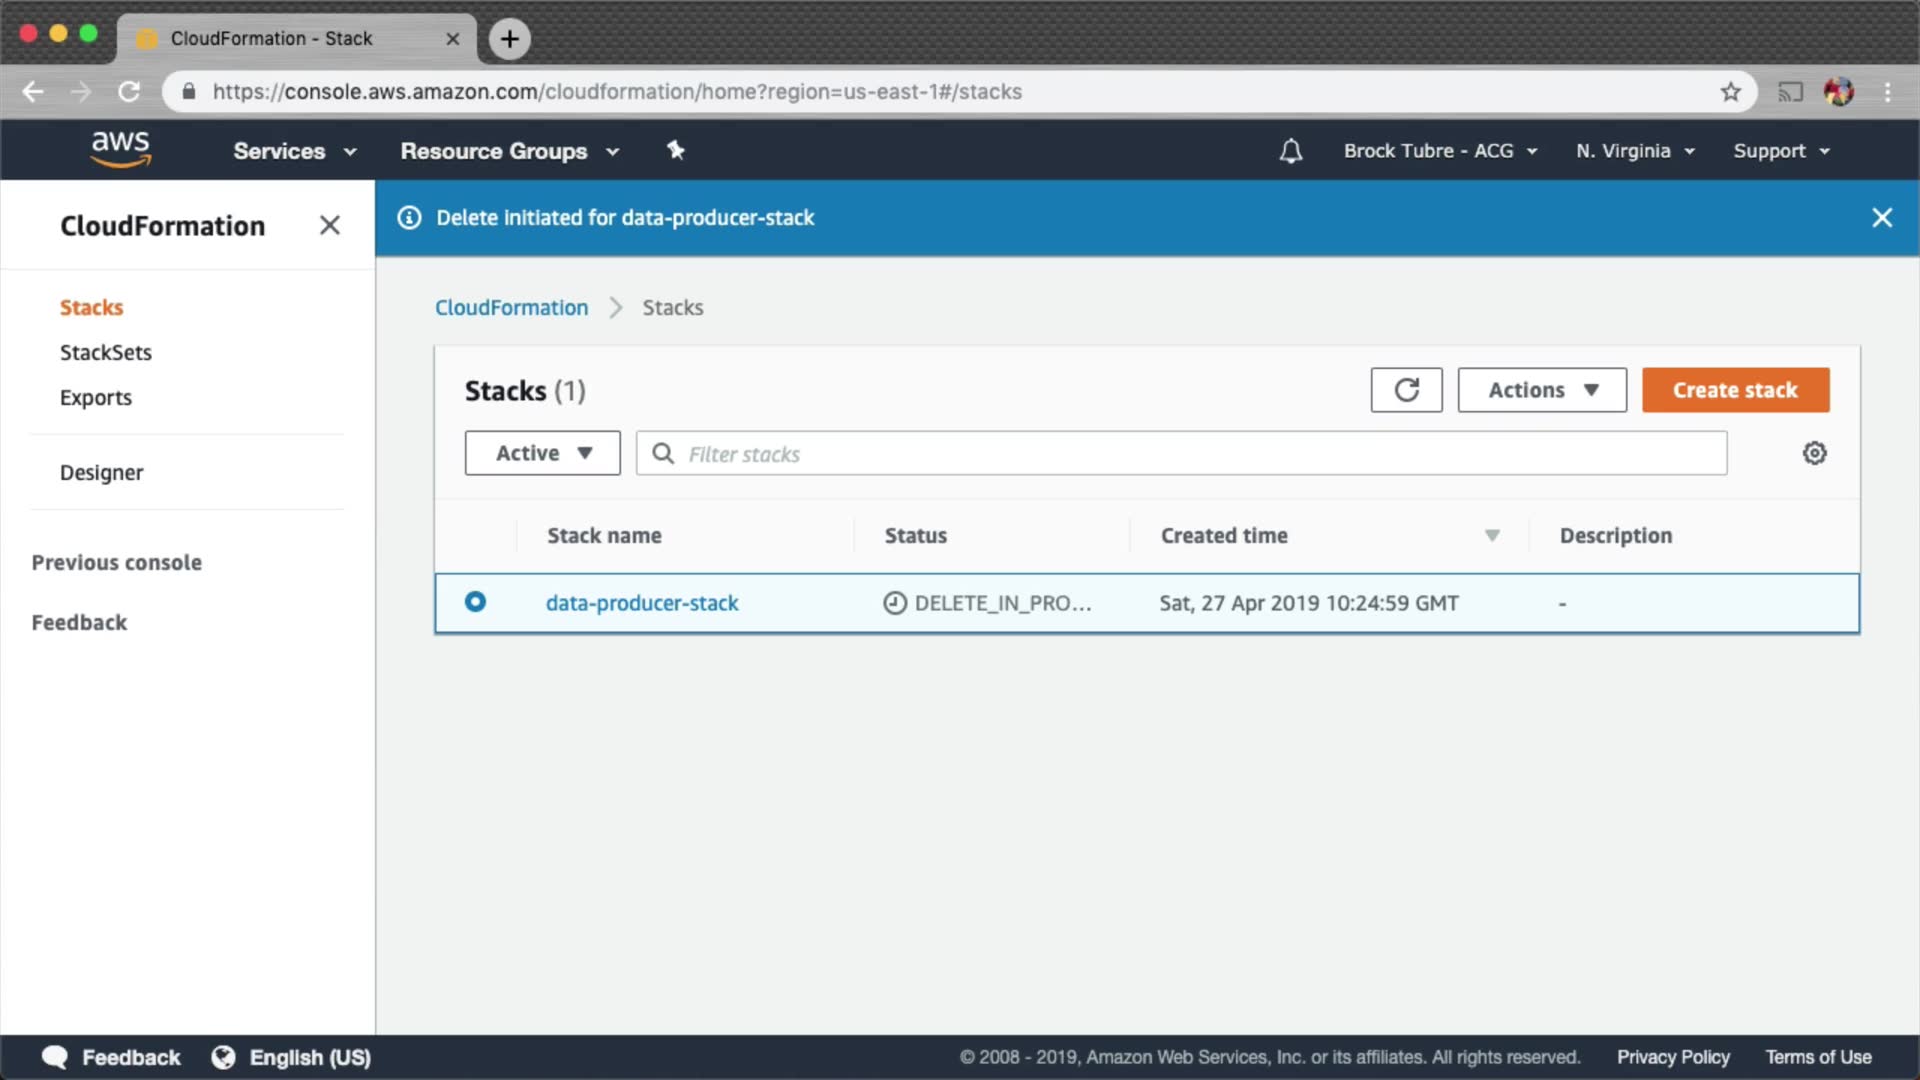 CloudFormation - Stack
https://console.aws.amazon.com/cloudformation/home?region=us-east-1#/stacks
aws Services Resource Groups Brock Tubre - ACG N. Virginia Support
CloudFormation
Delete initiated for data-producer-stack
Stacks
StackSets
Exports
Designer
Previous console
Feedback
CloudFormation Stacks
Stacks (1) Actions Create stack
Active Filter stacks
Stack name Status Created time Description
data-producer-stack DELETE_IN_PRO... Sat, 27 Apr 2019 10:24:59 GMT -
Feedback English (US) © 2008 - 2019, Amazon Web Services, Inc. or its affiliates. All rights reserved. Privacy Policy Terms of Use